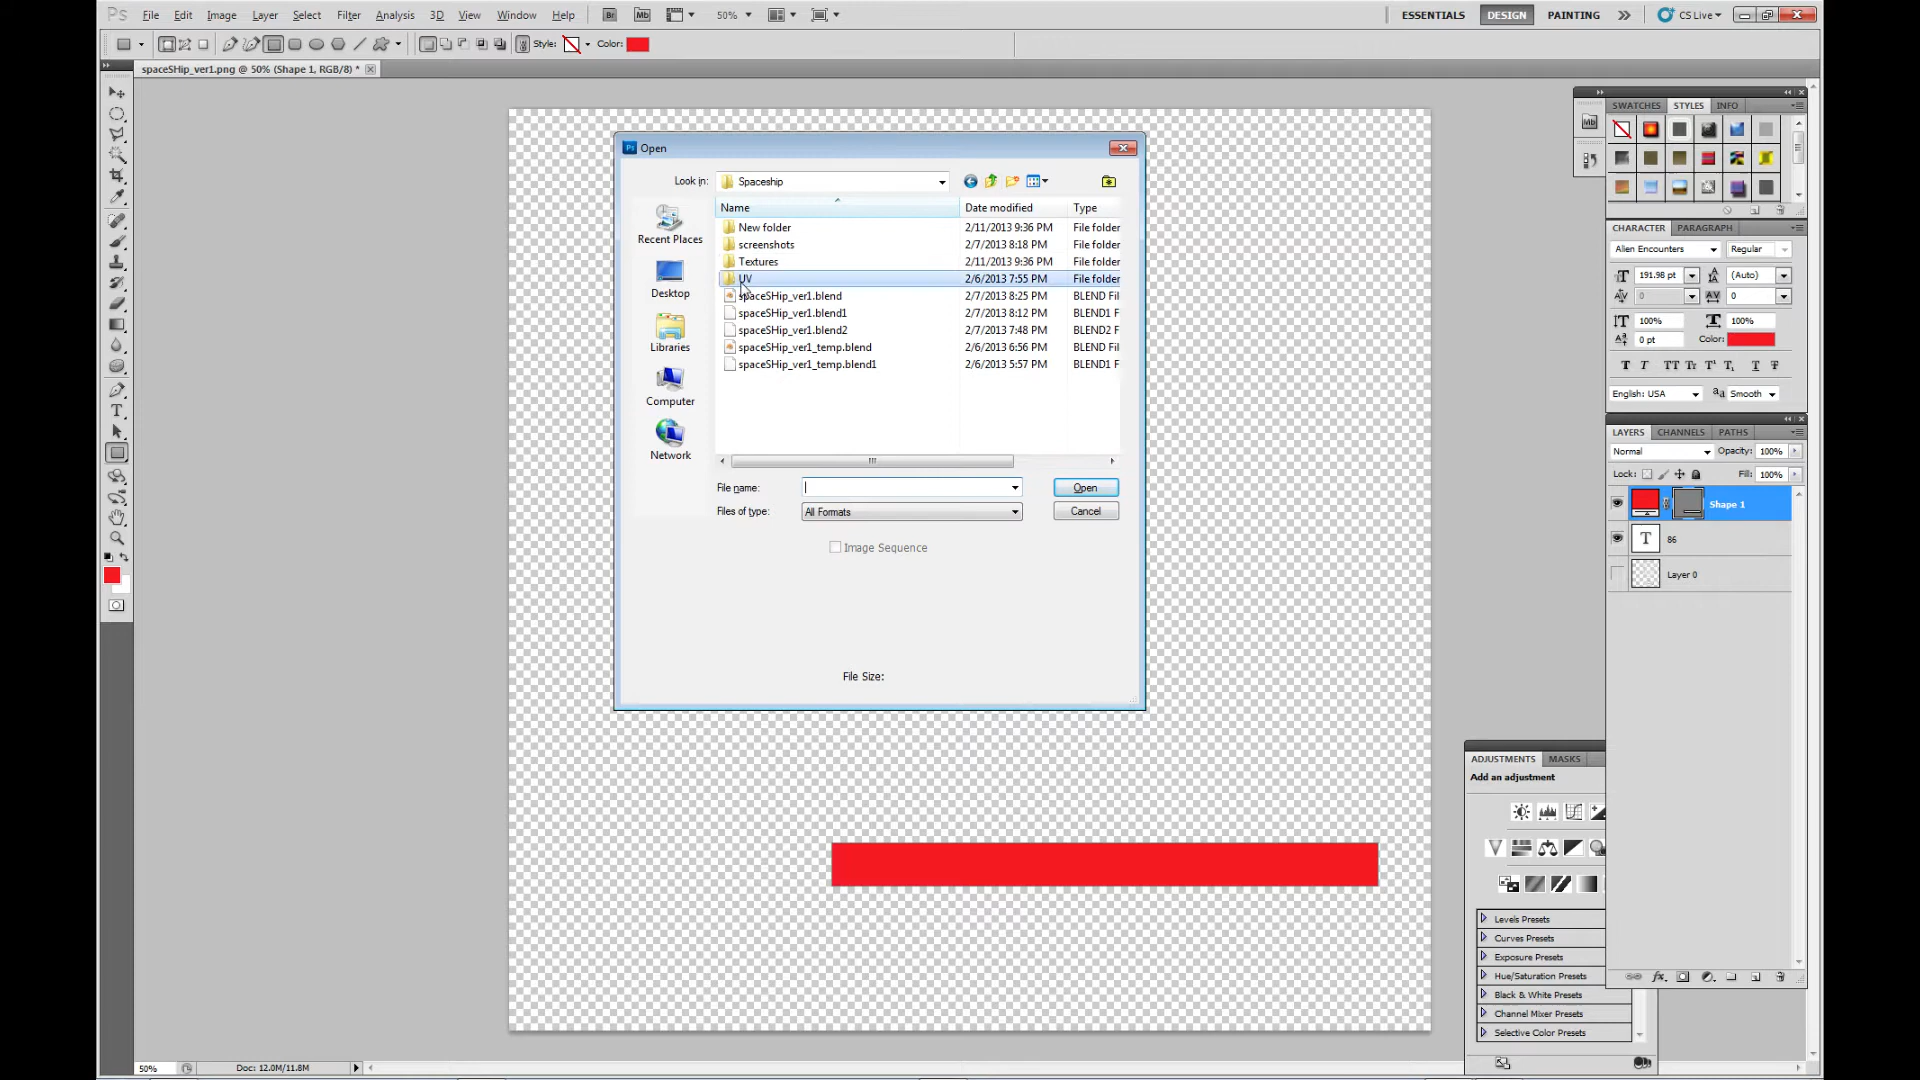 Ps File Edit Image Layer Select Filter Analysis 3D View Window Help Br Mb 50% ESSENTIALS DESIGN PAINTING CS Live
Style: Color:
spaceSHip_ver1.png @ 50% (Shape 1, RGB/8) *
Ps Open
Look in: Spaceship
Name Date modified Type
New folder 2/11/2013 9:36 PM File folder
screenshots 2/7/2013 8:18 PM File folder
Textures 2/11/2013 9:36 PM File folder
UV 2/6/2013 7:55 PM File folder
spaceSHip_ver1.blend 2/7/2013 8:25 PM BLEND Fil
spaceSHip_ver1.blend1 2/7/2013 8:12 PM BLEND1 F
spaceSHip_ver1.blend2 2/7/2013 7:48 PM BLEND2 F
spaceSHip_ver1_temp.blend 2/6/2013 6:56 PM BLEND Fil
spaceSHip_ver1_temp.blend1 2/6/2013 5:57 PM BLEND1 F
Recent Places
Desktop
Libraries
Computer
Network
File name: Open
Files of type: All Formats Cancel
Image Sequence
File Size:
SWATCHES STYLES INFO
Mb
CHARACTER PARAGRAPH
Alien Encounters Regular
191.98 pt (Auto)
0 0
100% 100%
0 pt Color:
T T TT Tr T¹ T₁ T T
English: USA aa Smooth
LAYERS CHANNELS PATHS
Normal Opacity: 100%
Lock: Fill: 100%
Shape 1
T 86
Layer 0
fx
ADJUSTMENTS MASKS
Add an adjustment
Levels Presets
Curves Presets
Exposure Presets
Hue/Saturation Presets
Black & White Presets
Channel Mixer Presets
Selective Color Presets
50% Doc: 12.0M/11.8M